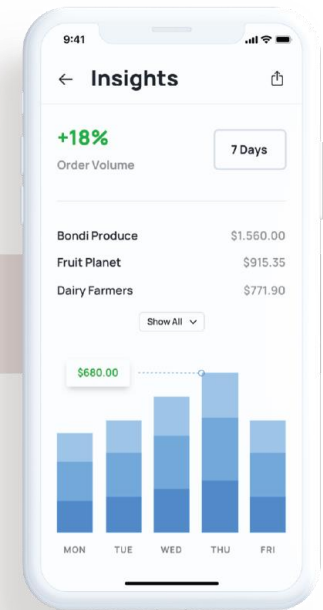 9:41
Insights
+18%
Order Volume
7 Days
Bondi Produce $1.560.00
Fruit Planet $915.35
Dairy Farmers $771.90
Show All
$680.00
MON TUE WED THU FRI